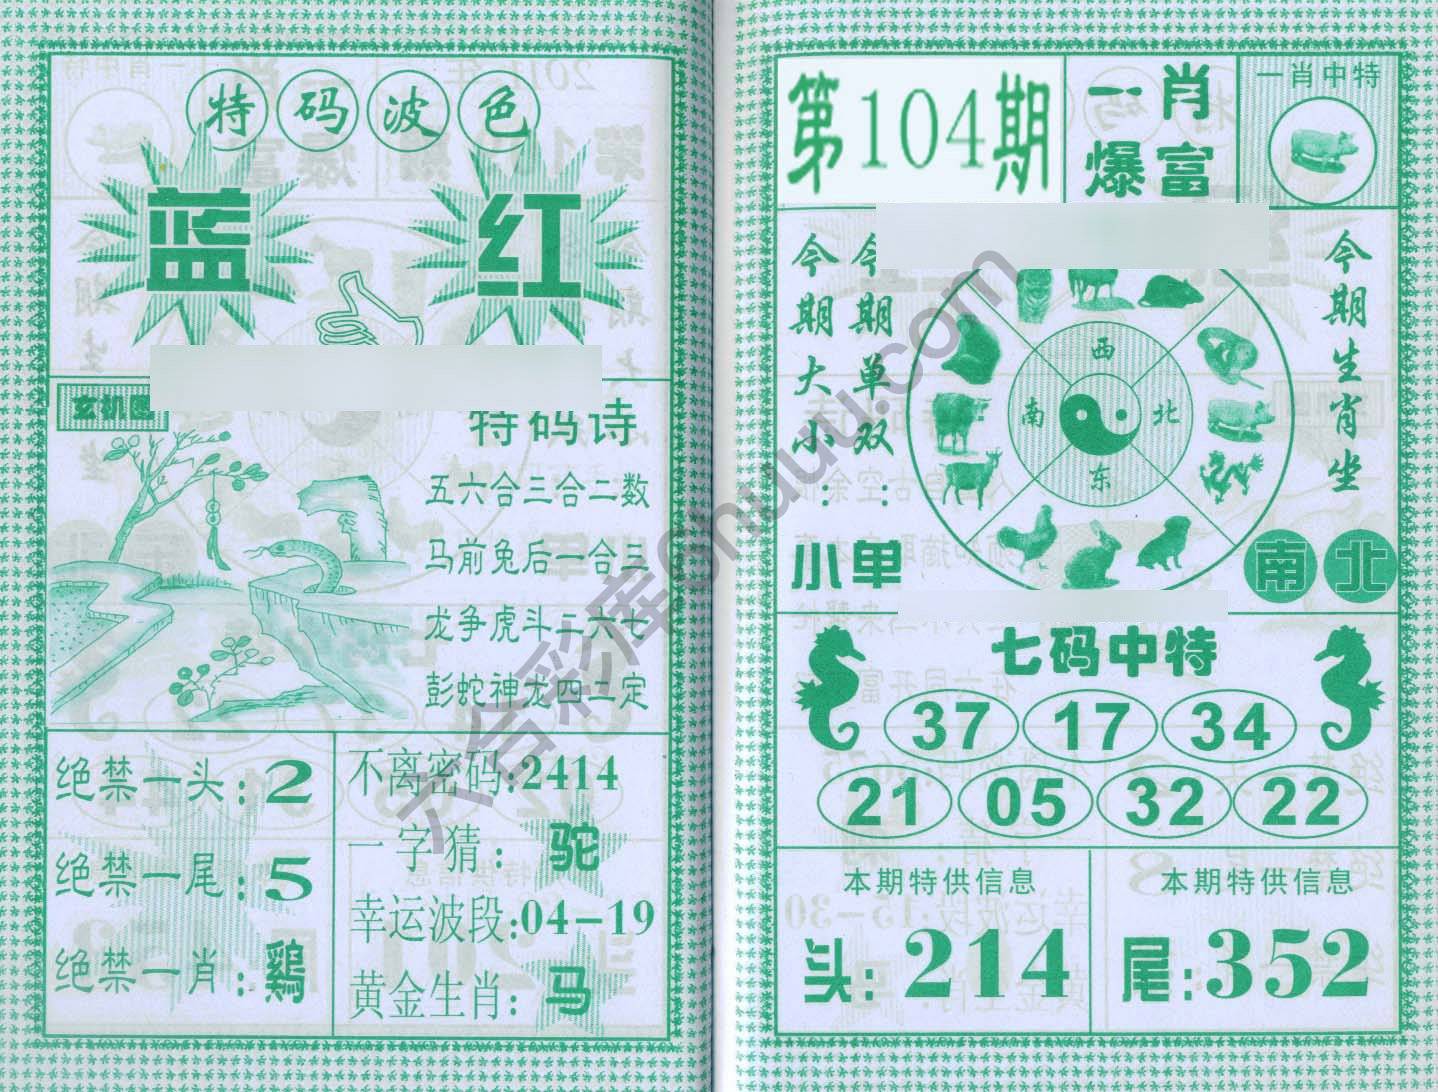 特码波色
蓝 红
玄机图
特码诗
五六合三合二数
马前兔后一合三
龙争虎斗二六七
彭蛇神龙四二定
绝禁一头:2
绝禁一尾:5
绝禁一肖:鷄
不离密码:2414
一字猜:驼
幸运波段:04-19
黄金生肖:马
第104期
一肖
爆富
一肖中特
今期大小:小
今期单双:单
西
南 北
东
今期生肖坐
南 北
七码中特
37 17 34
21 05 32 22
本期特供信息
头:214
本期特供信息
尾:352